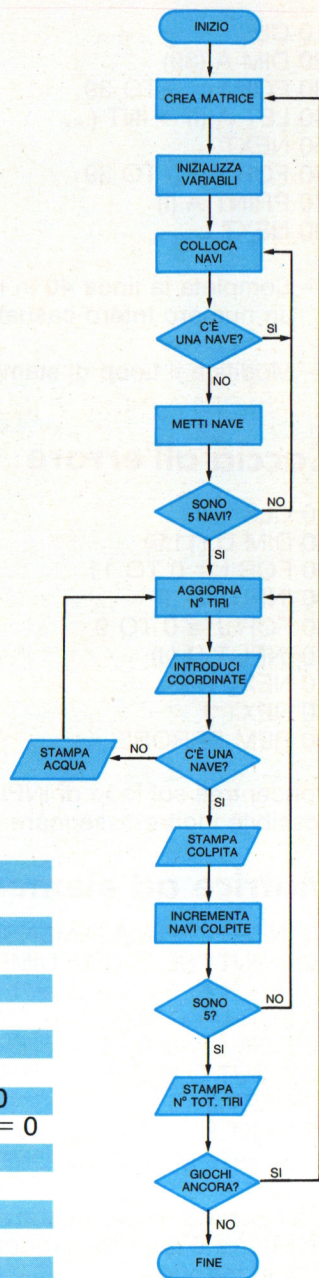 INIZIO
CREA MATRICE
INIZIALIZZA
VARIABILI
COLLOCA
NAVI
C'È
UNA NAVE?
SI
NO
METTI NAVE
SONO
5 NAVI?
NO
SI
AGGIORNA
N° TIRI
INTRODUCI
COORDINATE
STAMPA
ACQUA
NO
C'È UNA
NAVE?
SI
STAMPA
COLPITA
INCREMENTA
NAVI COLPITE
SONO
5?
NO
SI
STAMPA
N° TOT. TIRI
0
= 0
GIOCHI
ANCORA?
SI
NO
FINE